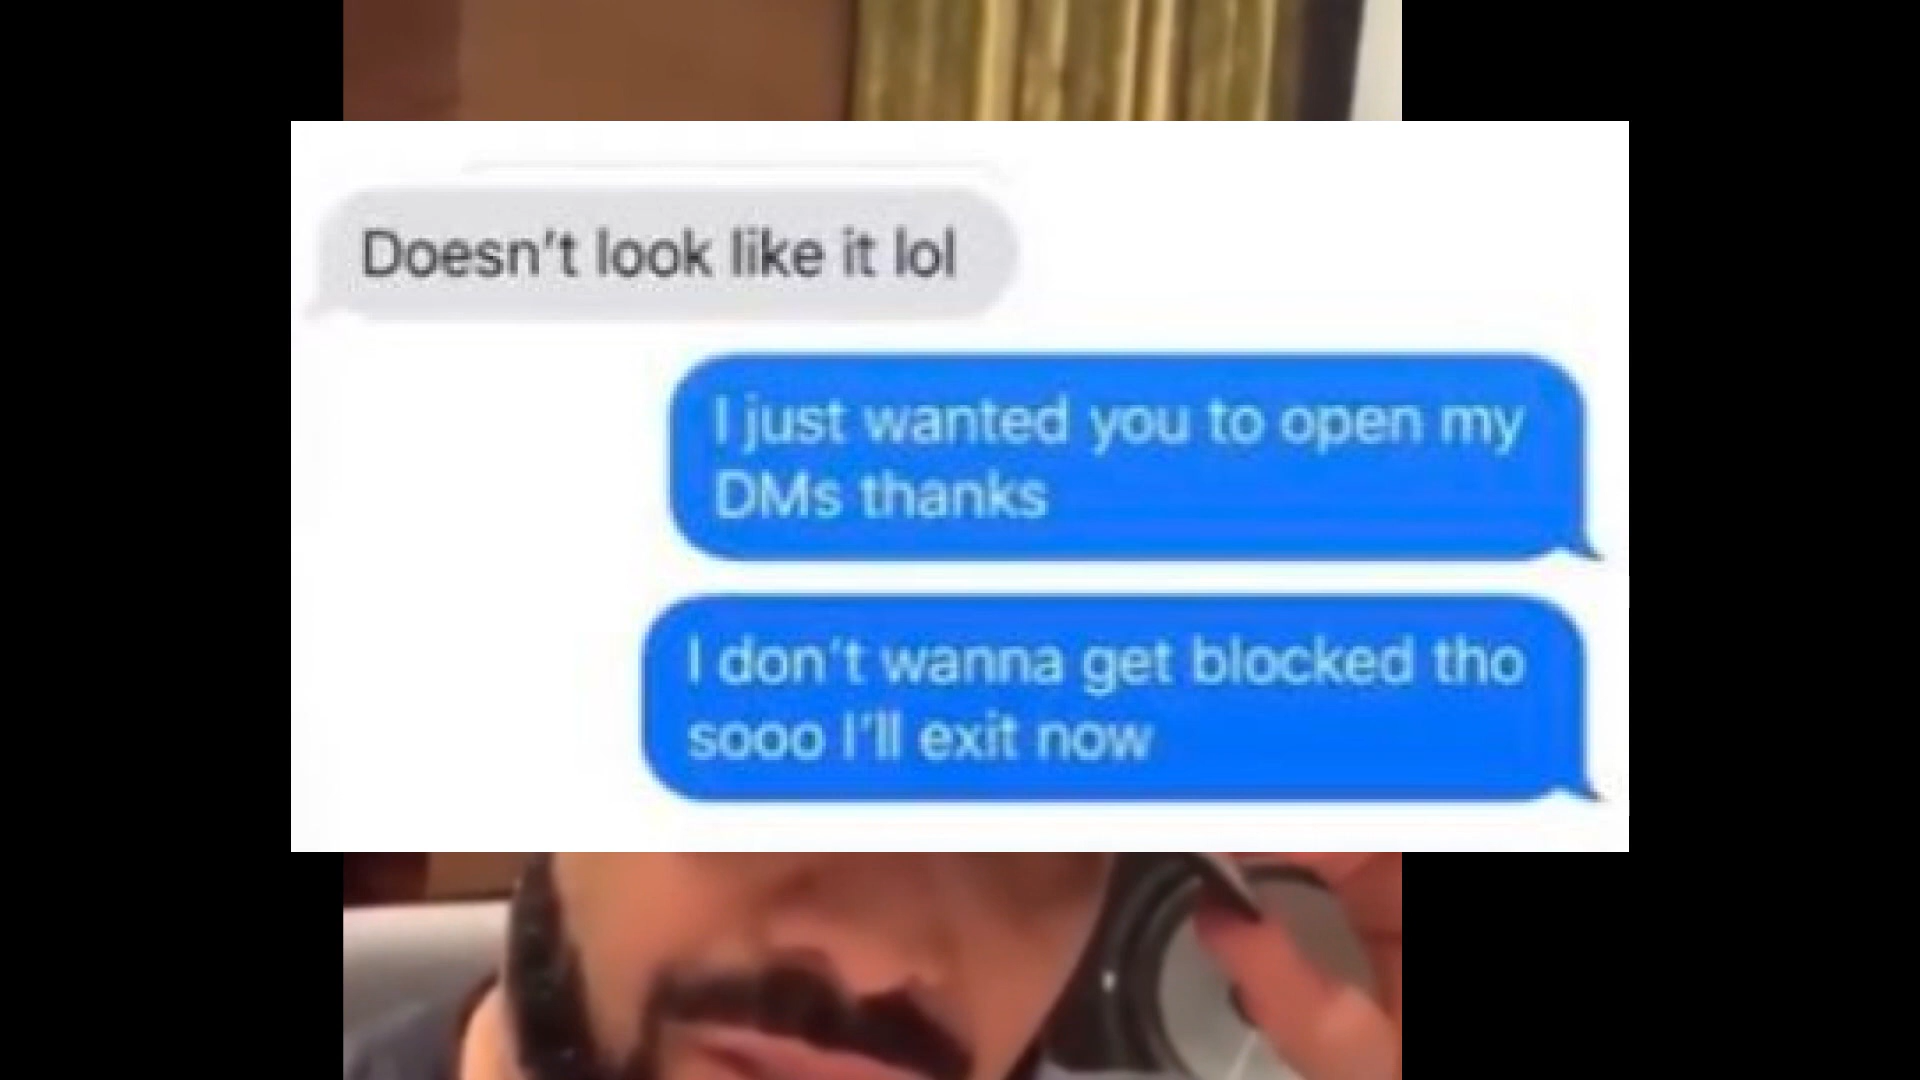 Doesn't look like it lol
I just wanted you to open my
DMs thanks
I don't wanna get blocked tho
sooo I'll exit now